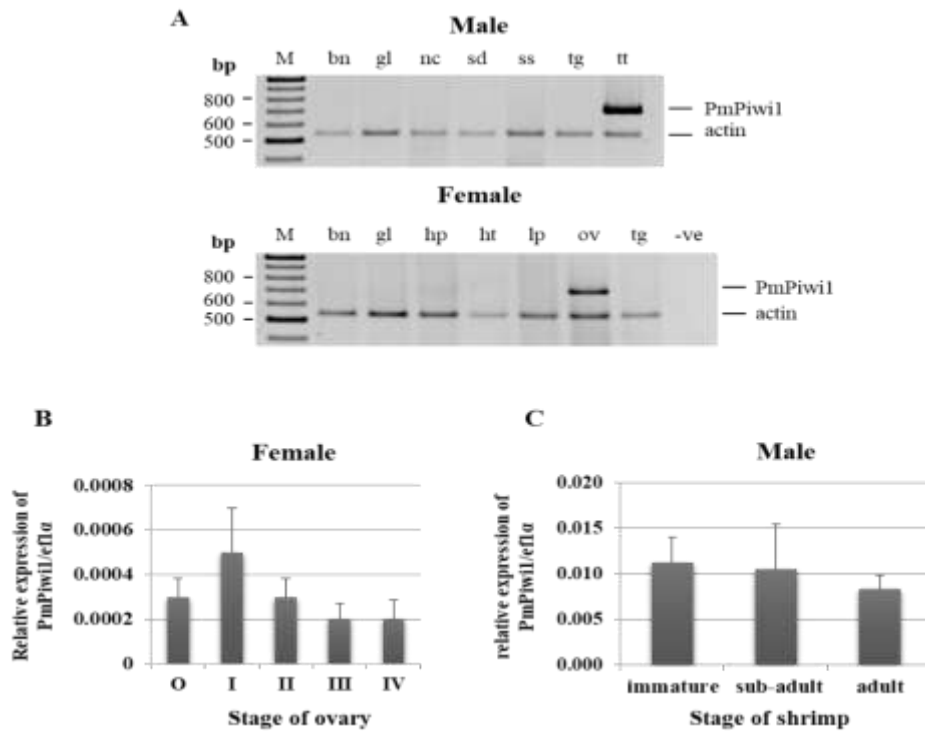 A
Male
M bn gl nc sd ss tg tt
bp
800
600
500
PmPiwi1
actin
Female
bp
M bn gl hp ht lp ov tg -ve
800
600
500
PmPiwi1
actin
B
Female
Relative expression of
PmPiwi1/ef1α
0.0008
0.0006
0.0004
0.0002
0
O I II III IV
Stage of ovary
C
Male
relative expression of
PmPiwi1/ef1α
0.020
0.015
0.010
0.005
0.000
immature sub-adult adult
Stage of shrimp